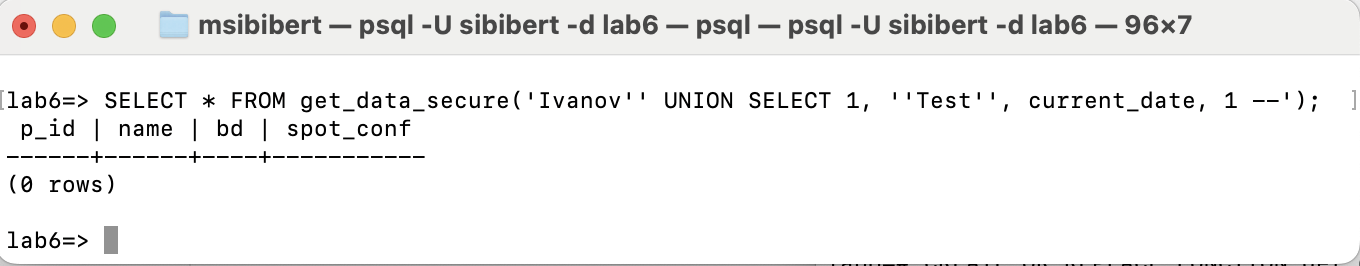 msibibert — psql -U sibibert -d lab6 — psql — psql -U sibibert -d lab6 — 96×7
[lab6=> SELECT * FROM get_data_secure('Ivanov'' UNION SELECT 1, ''Test'', current_date, 1 --'); ]
p_id | name | bd | spot_conf
------+------+----+-----------
(0 rows)
lab6=>